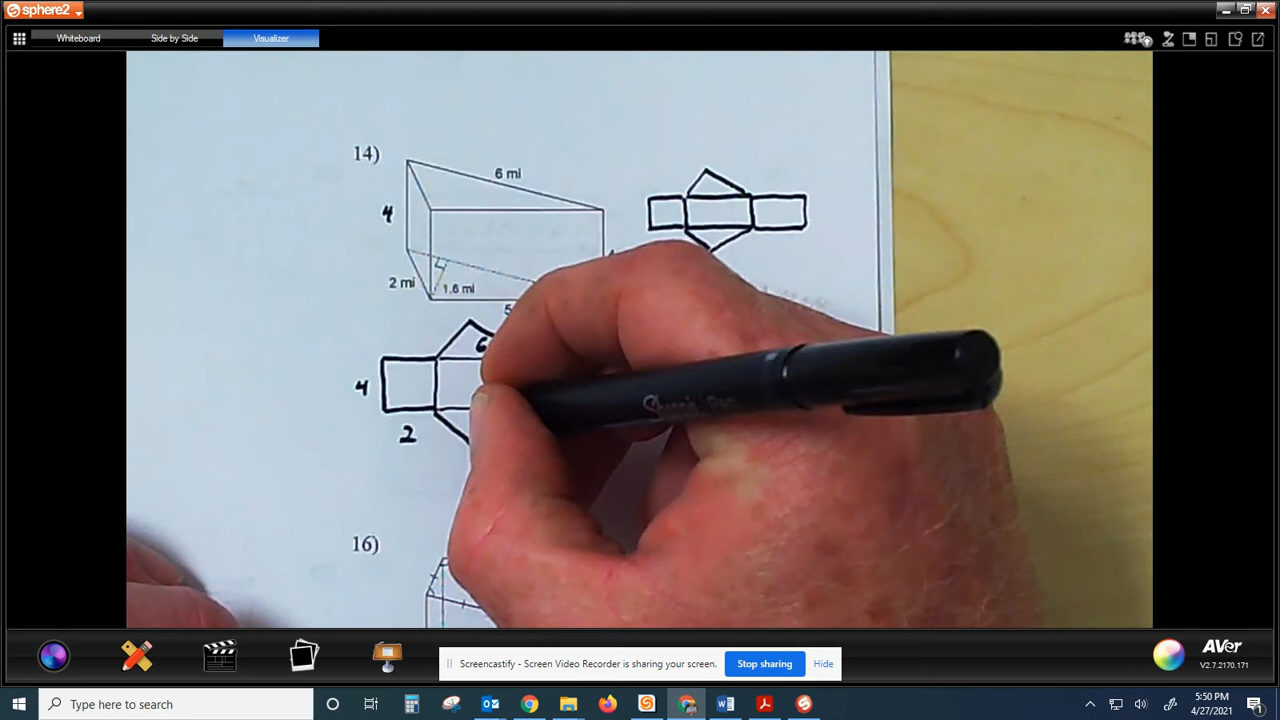 sphere2
Whiteboard
Side by Side
Visualizer
14)
6 mi
4
2 mi
1.6 mi
5
6
4
2
16)
AVer
V2.7.2170.171
Screencastify - Screen Video Recorder is sharing your screen.
Stop sharing
Hide
Type here to search
5:50 PM
4/27/2021